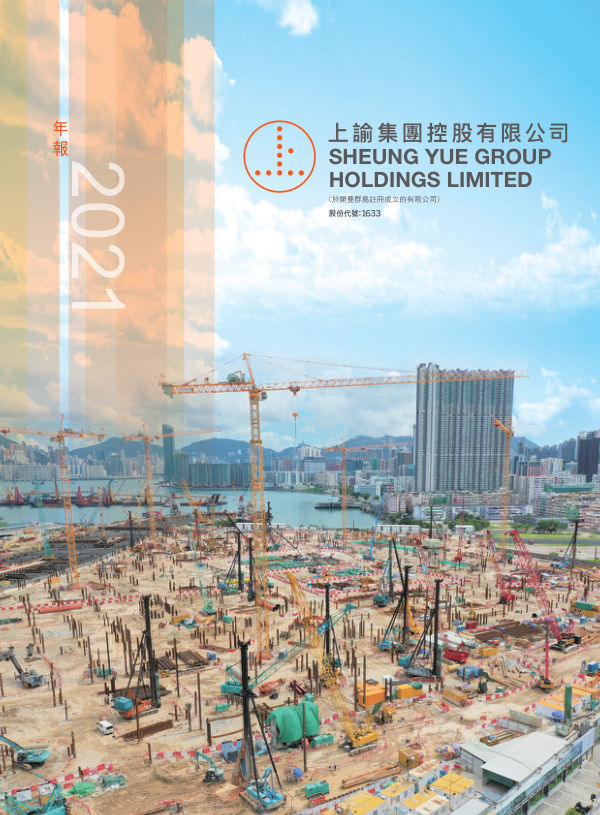 年報
2021
上諭集團控股有限公司
SHEUNG YUE GROUP
HOLDINGS LIMITED
（於開曼群島註冊成立的有限公司）
股份代號：1633